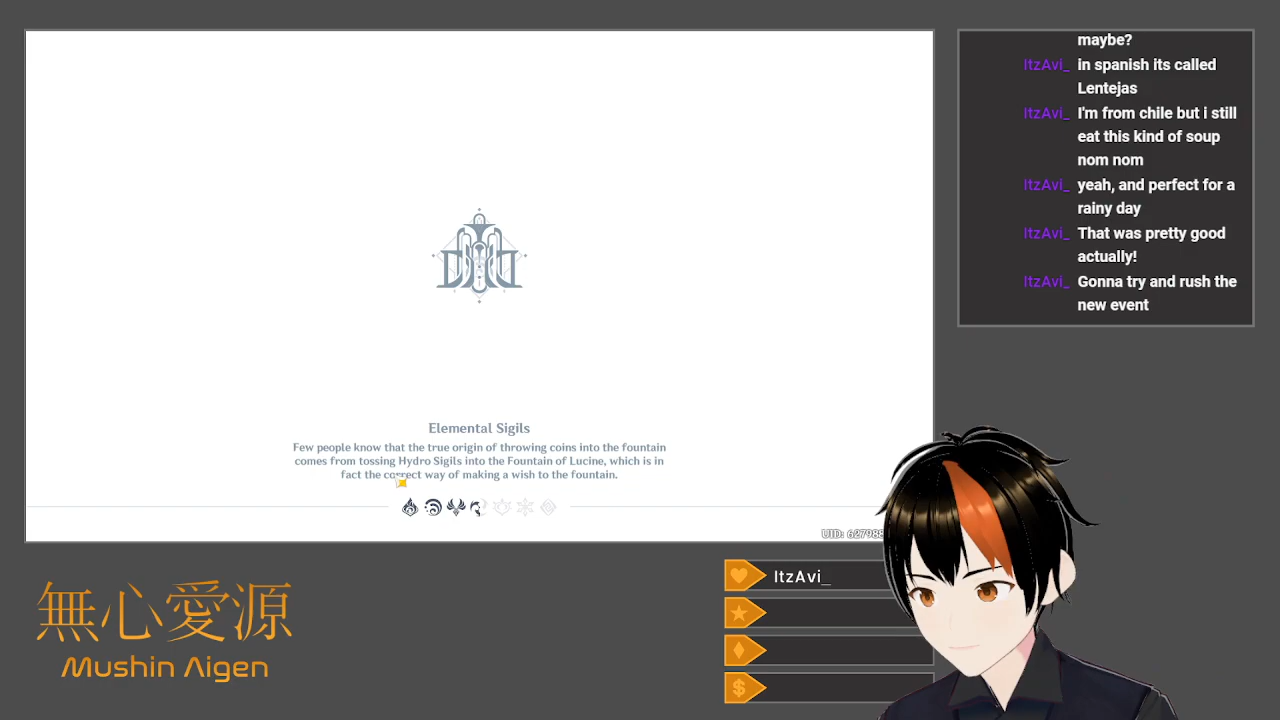 maybe?
ItzAvi_ in spanish its called
Lentejas
ItzAvi_ I'm from chile but i still
eat this kind of soup
nom nom
ItzAvi_ yeah, and perfect for a
rainy day
ItzAvi_ That was pretty good
actually!
ItzAvi_ Gonna try and rush the
new event
Elemental Sigils
Few people know that the true origin of throwing coins into the fountain
comes from tossing Hydro Sigils into the Fountain of Lucine, which is in
fact the correct way of making a wish to the fountain.
UID: 62798
ItzAvi_
無心愛源
Mushin Aigen